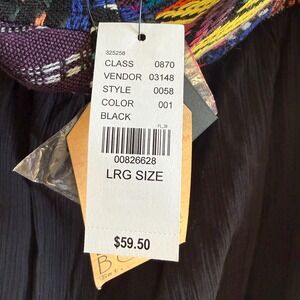 325258
CLASS 0870
VENDOR 03148
STYLE 0058
COLOR 001
BLACK
00826628
LRG SIZE
$59.50